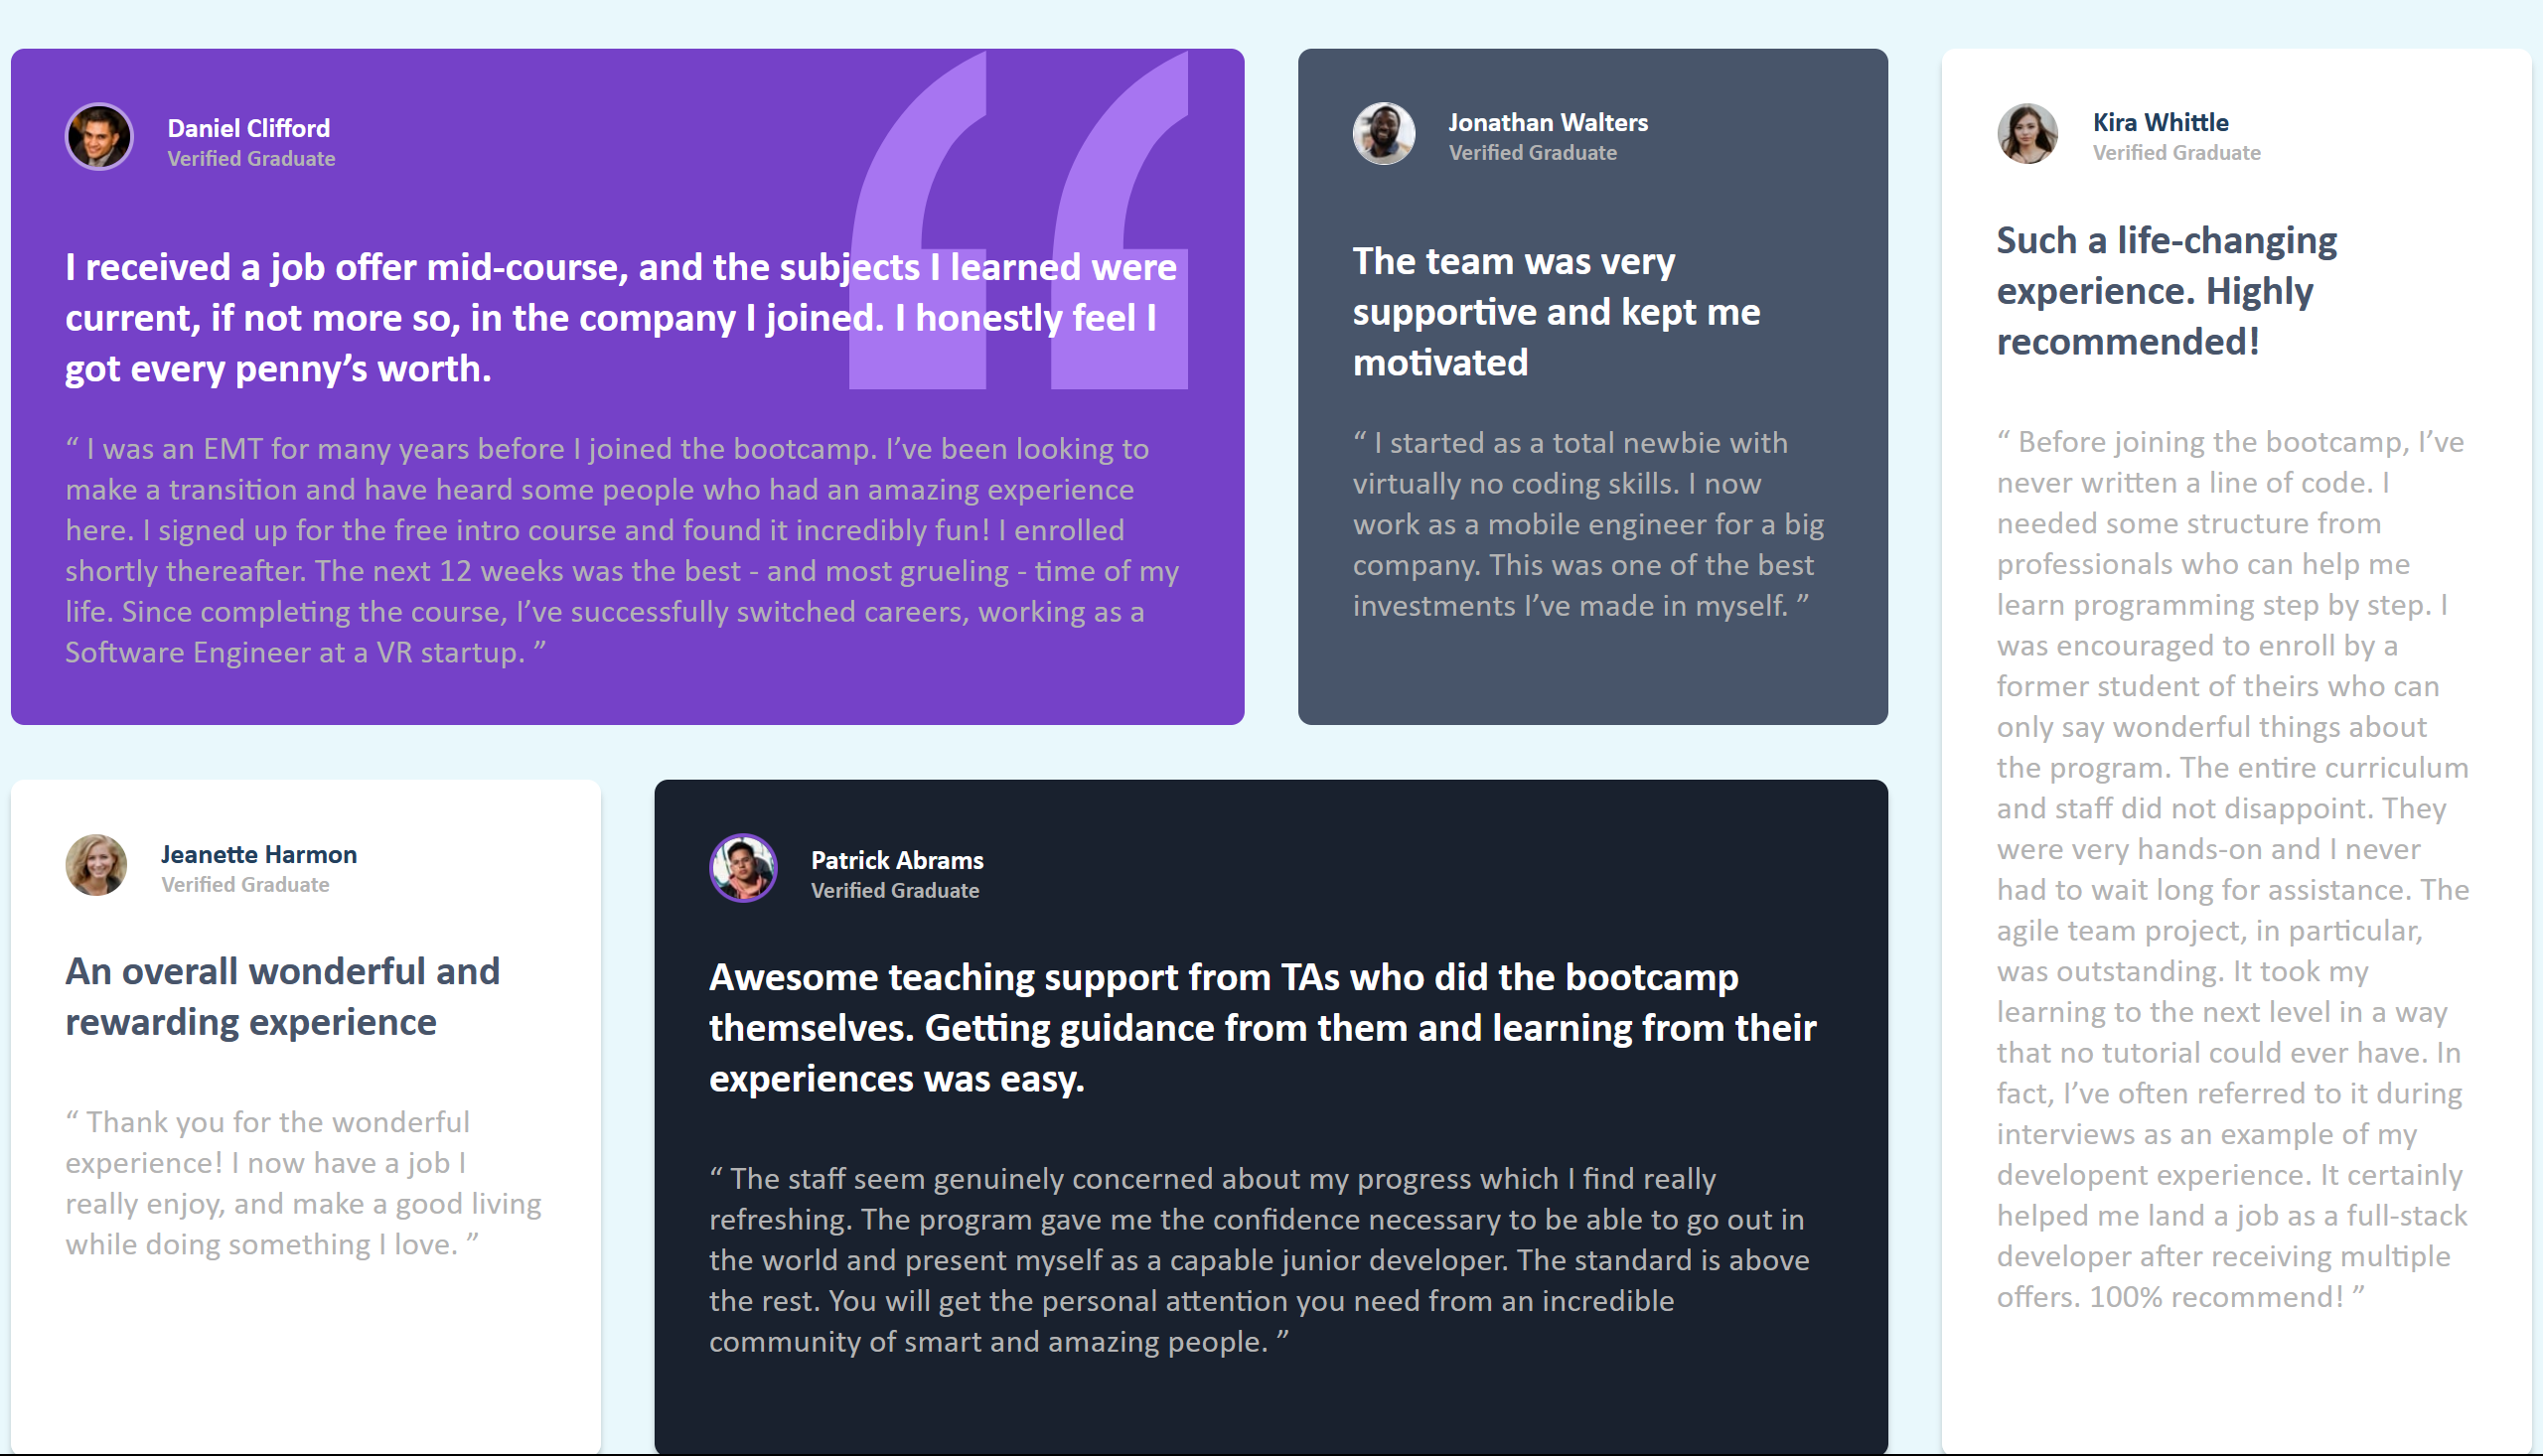 Daniel Clifford
Verified Graduate
I received a job offer mid-course, and the subjects I learned were
current, if not more so, in the company I joined. I honestly feel I
got every penny’s worth.
“ I was an EMT for many years before I joined the bootcamp. I’ve been looking to
make a transition and have heard some people who had an amazing experience
here. I signed up for the free intro course and found it incredibly fun! I enrolled
shortly thereafter. The next 12 weeks was the best - and most grueling - time of my
life. Since completing the course, I’ve successfully switched careers, working as a
Software Engineer at a VR startup. ”
Jonathan Walters
Verified Graduate
The team was very
supportive and kept me
motivated
“ I started as a total newbie with
virtually no coding skills. I now
work as a mobile engineer for a big
company. This was one of the best
investments I’ve made in myself. ”
Kira Whittle
Verified Graduate
Such a life-changing
experience. Highly
recommended!
“ Before joining the bootcamp, I’ve
never written a line of code. I
needed some structure from
professionals who can help me
learn programming step by step. I
was encouraged to enroll by a
former student of theirs who can
only say wonderful things about
the program. The entire curriculum
and staff did not disappoint. They
were very hands-on and I never
had to wait long for assistance. The
agile team project, in particular,
was outstanding. It took my
learning to the next level in a way
that no tutorial could ever have. In
fact, I’ve often referred to it during
interviews as an example of my
developent experience. It certainly
helped me land a job as a full-stack
developer after receiving multiple
offers. 100% recommend! ”
Jeanette Harmon
Verified Graduate
An overall wonderful and
rewarding experience
“ Thank you for the wonderful
experience! I now have a job I
really enjoy, and make a good living
while doing something I love. ”
Patrick Abrams
Verified Graduate
Awesome teaching support from TAs who did the bootcamp
themselves. Getting guidance from them and learning from their
experiences was easy.
“ The staff seem genuinely concerned about my progress which I find really
refreshing. The program gave me the confidence necessary to be able to go out in
the world and present myself as a capable junior developer. The standard is above
the rest. You will get the personal attention you need from an incredible
community of smart and amazing people. ”